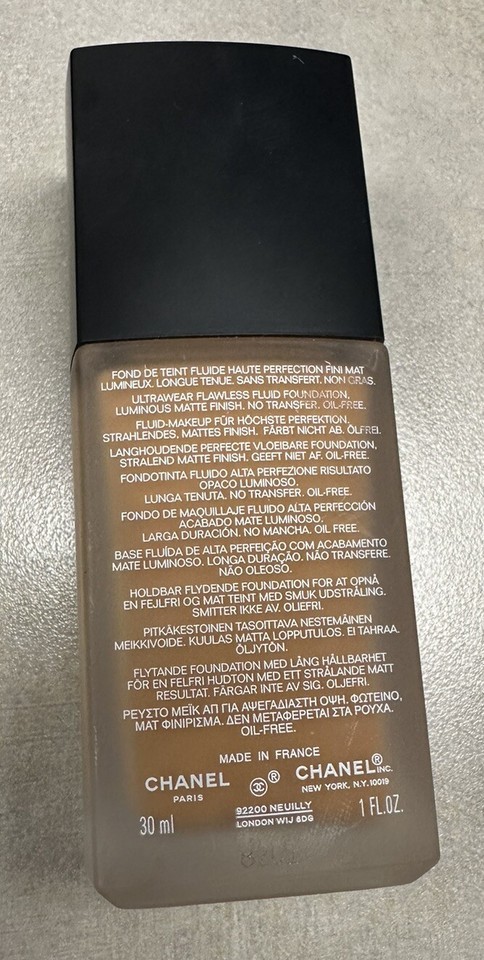 FOND DE TEINT FLUIDE HAUTE PERFECTION FINI MAT
LUMINEUX. LONGUE TENUE. SANS TRANSFERT. NON GRAS.
ULTRAWEAR FLAWLESS FLUID FOUNDATION,
LUMINOUS MATTE FINISH. NO TRANSFER. OIL-FREE.
FLUID-MAKEUP FÜR HÖCHSTE PERFEKTION,
STRAHLENDES, MATTES FINISH. FÄRBT NICHT AB. ÖLFREI.
LANGHOUDENDE PERFECTE VLOEIBARE FOUNDATION,
STRALEND MATTE FINISH. GEEFT NIET AF. OIL-FREE.
FONDOTINTA FLUIDO ALTA PERFEZIONE RISULTATO
OPACO LUMINOSO.
LUNGA TENUTA. NO TRANSFER. OIL-FREE.
FONDO DE MAQUILLAJE FLUIDO ALTA PERFECCIÓN
ACABADO MATE LUMINOSO.
LARGA DURACIÓN. NO MANCHA. OIL FREE.
BASE FLUÍDA DE ALTA PERFEIÇÃO COM ACABAMENTO
MATE LUMINOSO. LONGA DURAÇÃO. NÃO TRANSFERE.
NÃO OLEOSO.
HOLDBAR FLYDENDE FOUNDATION FOR AT OPNÅ
EN FEJLFRI OG MAT TEINT MED SMUK UDSTRÅLING.
SMITTER IKKE AV. OLIEFRI.
PITKÄKESTOINEN TASOITTAVA NESTEMÄINEN
MEIKKIVOIDE. KUULAS MATTA LOPPUTULOS. EI TAHRAA.
ÖLJYTÖN.
FLYTANDE FOUNDATION MED LÅNG HÅLLBARHET
FÖR EN FELFRI HUDTON MED ETT STRÅLANDE MATT
RESULTAT. FÄRGAR INTE AV SIG. OLJEFRI.
ΡΕΥΣΤΟ ΜΕΪΚ ΑΠ ΓΙΑ ΑΨΕΓΑΔΙΑΣΤΗ ΟΨΗ. ΦΩΤΕΙΝΟ,
ΜΑΤ ΦΙΝΙΡΙΣΜΑ. ΔΕΝ ΜΕΤΑΦΕΡΕΤΑΙ ΣΤΑ ΡΟΥΧΑ.
OIL-FREE.
MADE IN FRANCE
CHANEL ® CHANEL® INC.
PARIS NEW YORK, N.Y. 10019
92200 NEUILLY
LONDON W1J 6DG
30 ml 1 FL.OZ.